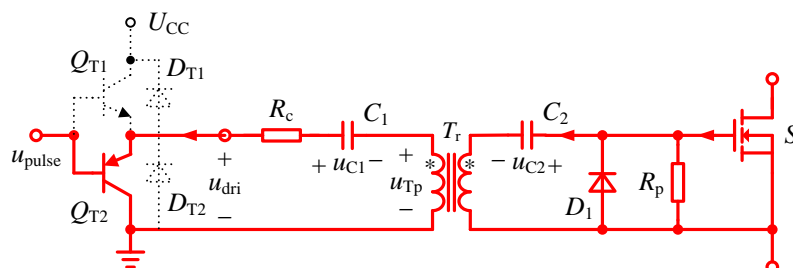 U_CC
Q_T1
D_T1
R_c
C_1
T_r
C_2
S
u_pulse
+
u_dri
−
+ u_C1 −
+
u_Tp
−
*
*
− u_C2 +
D_1
R_p
Q_T2
D_T2